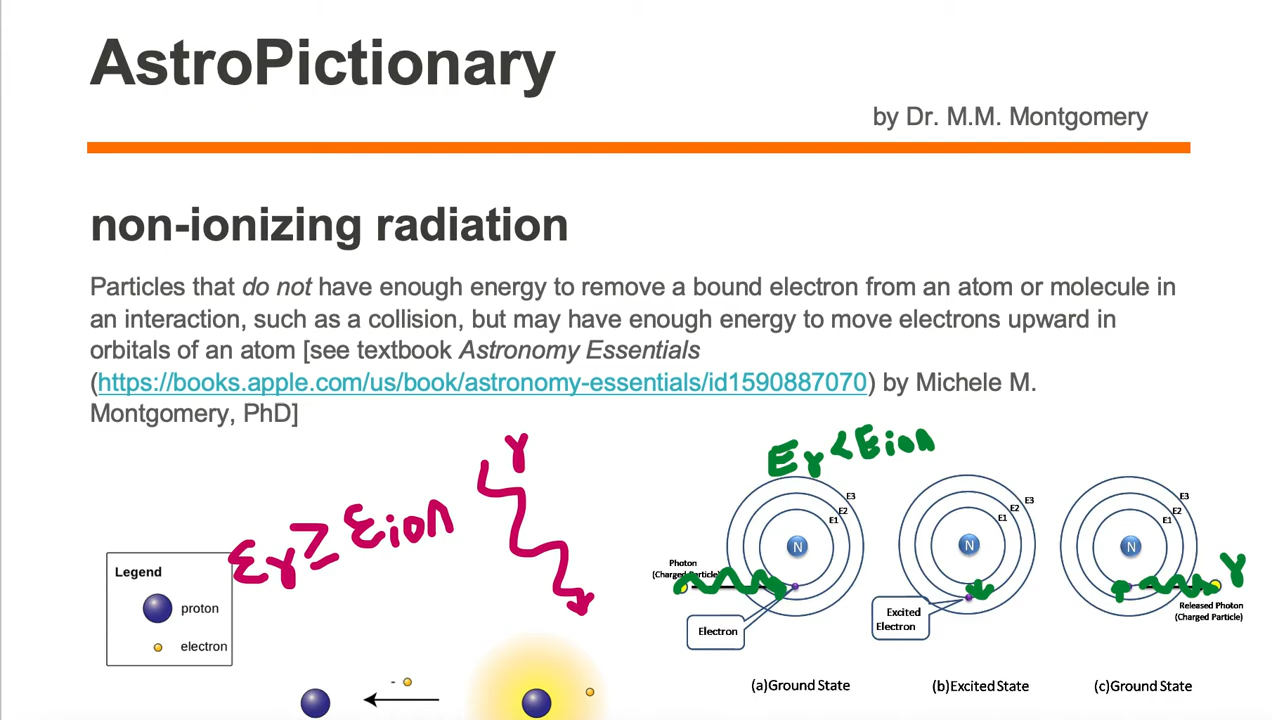 AstroPictionary
by Dr. M.M. Montgomery
non-ionizing radiation
Particles that do not have enough energy to remove a bound electron from an atom or molecule in
an interaction, such as a collision, but may have enough energy to move electrons upward in
orbitals of an atom [see textbook Astronomy Essentials
(https://books.apple.com/us/book/astronomy-essentials/id1590887070) by Michele M.
Montgomery, PhD]
γ
Eγ ≥ Eion
Legend
proton
electron
-
Eγ < Eion
E3
E2
E1
N
Photon
(Charged Particle)
Electron
(a)Ground State
E3
E2
E1
N
Excited
Electron
(b)Excited State
E3
E2
E1
N
γ
Released Photon
(Charged Particle)
(c)Ground State